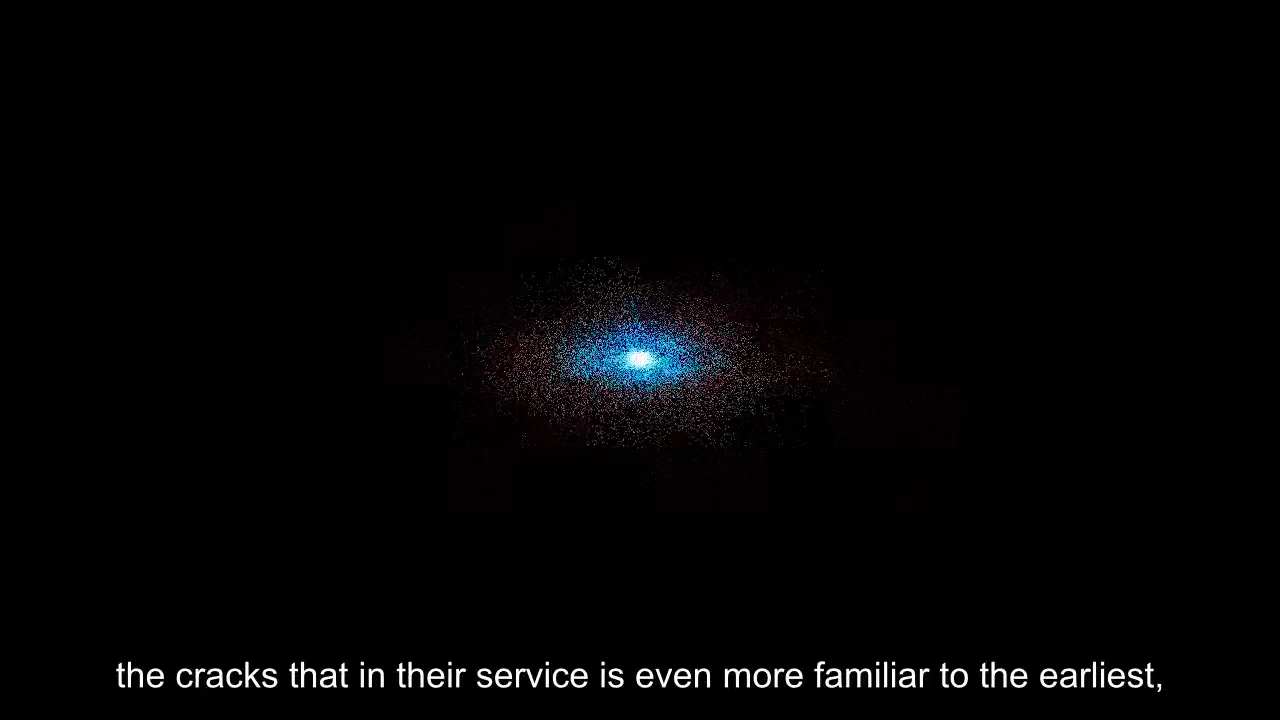 the cracks that in their service is even more familiar to the earliest,